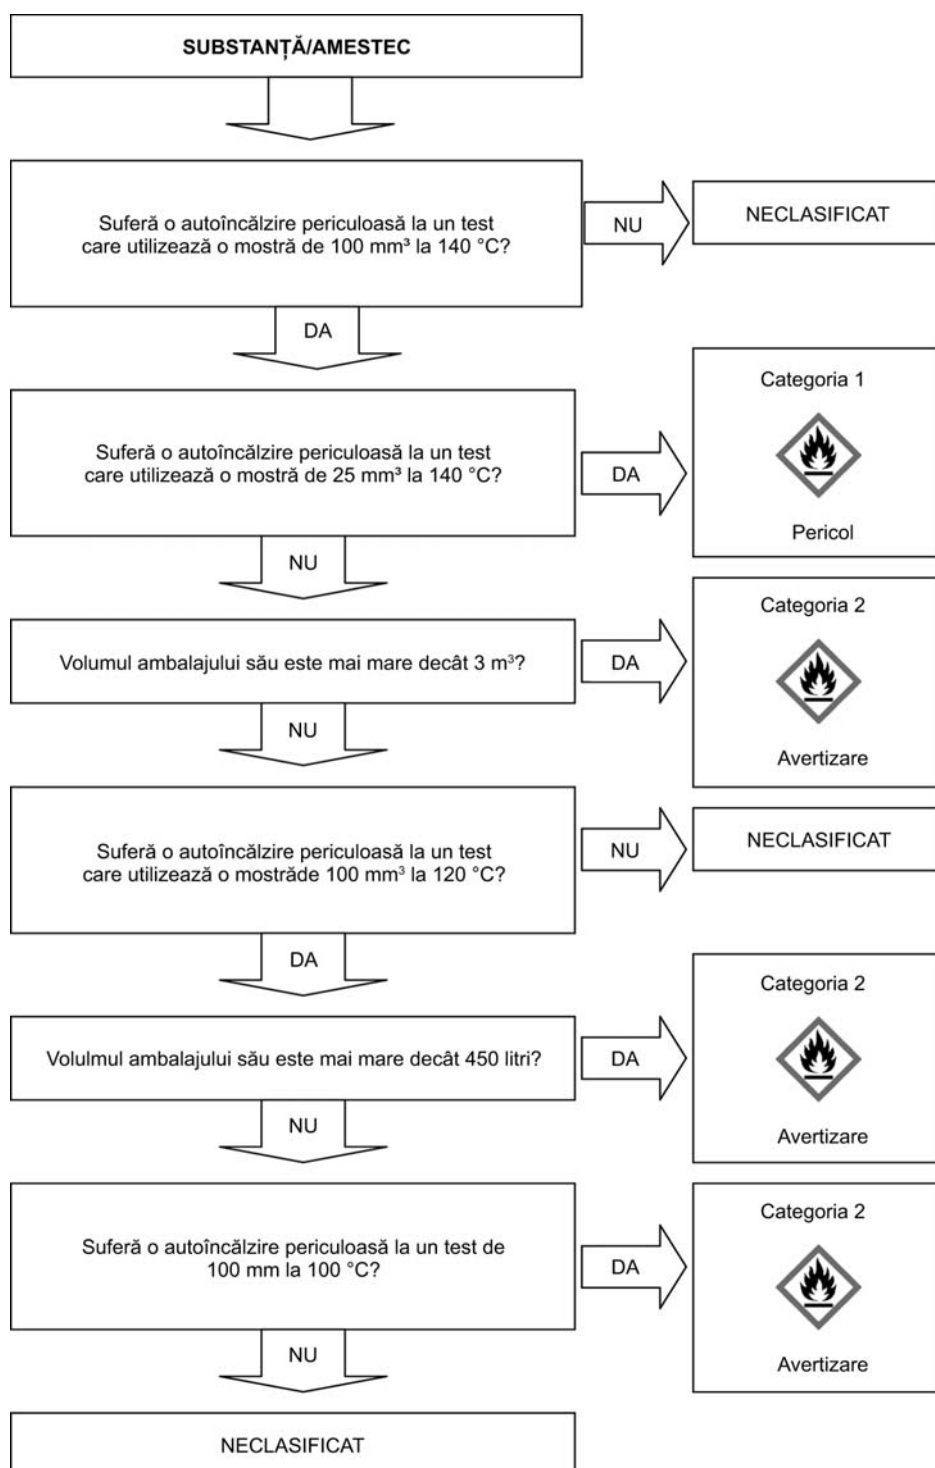 SUBSTANȚĂ/AMESTEC
Suferă o autoîncălzire periculoasă la un test
care utilizează o mostră de 100 mm³ la 140 °C?
NU
NECLASIFICAT
DA
Suferă o autoîncălzire periculoasă la un test
care utilizează o mostră de 25 mm³ la 140 °C?
DA
Categoria 1
Pericol
NU
Volumul ambalajului său este mai mare decât 3 m³?
DA
Categoria 2
Avertizare
NU
Suferă o autoîncălzire periculoasă la un test
care utilizează o mostrăde 100 mm³ la 120 °C?
NU
NECLASIFICAT
DA
Volulmul ambalajului său este mai mare decât 450 litri?
DA
Categoria 2
Avertizare
NU
Suferă o autoîncălzire periculoasă la un test de
100 mm la 100 °C?
DA
Categoria 2
Avertizare
NU
NECLASIFICAT